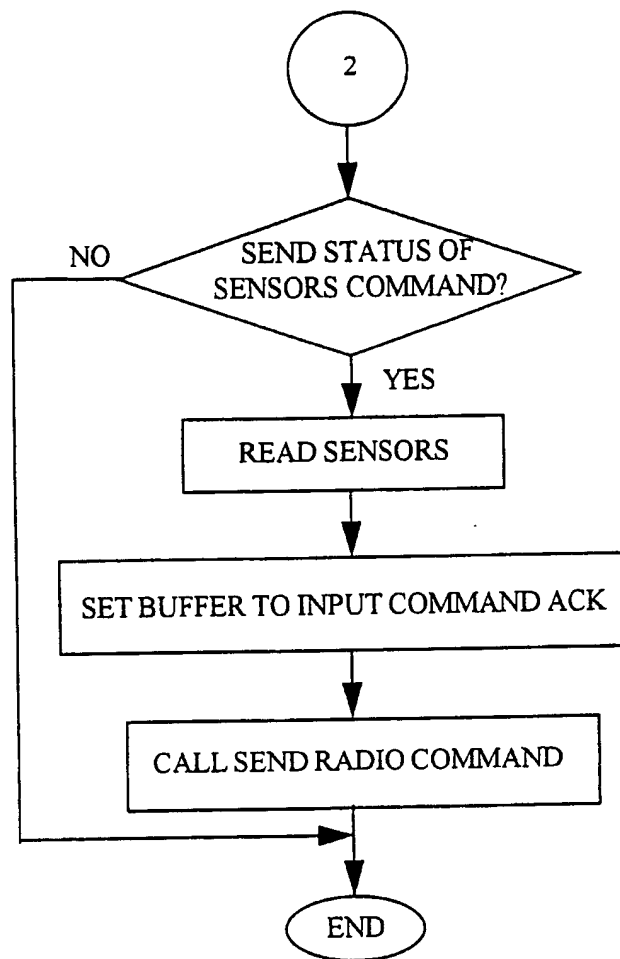 2
SEND STATUS OF
SENSORS COMMAND?
NO
YES
READ SENSORS
SET BUFFER TO INPUT COMMAND ACK
CALL SEND RADIO COMMAND
END